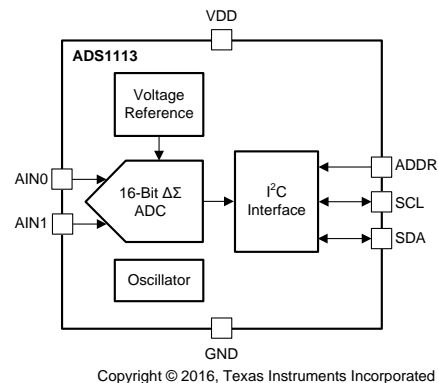 VDD
ADS1113
Voltage
Reference
AIN0
16-Bit ΔΣ
ADC
AIN1
I²C
Interface
ADDR
SCL
SDA
Oscillator
GND
Copyright © 2016, Texas Instruments Incorporated